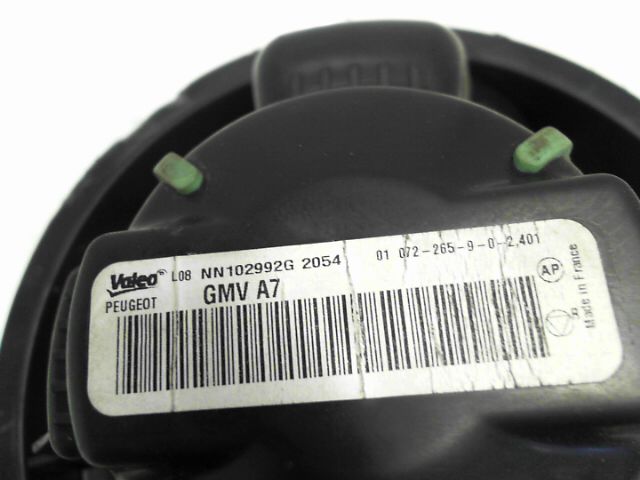 Valeo L08 NN102992G 2054 01 072-265-9-0-2,401
PEUGEOT GMV A7
AP
R
Made in France